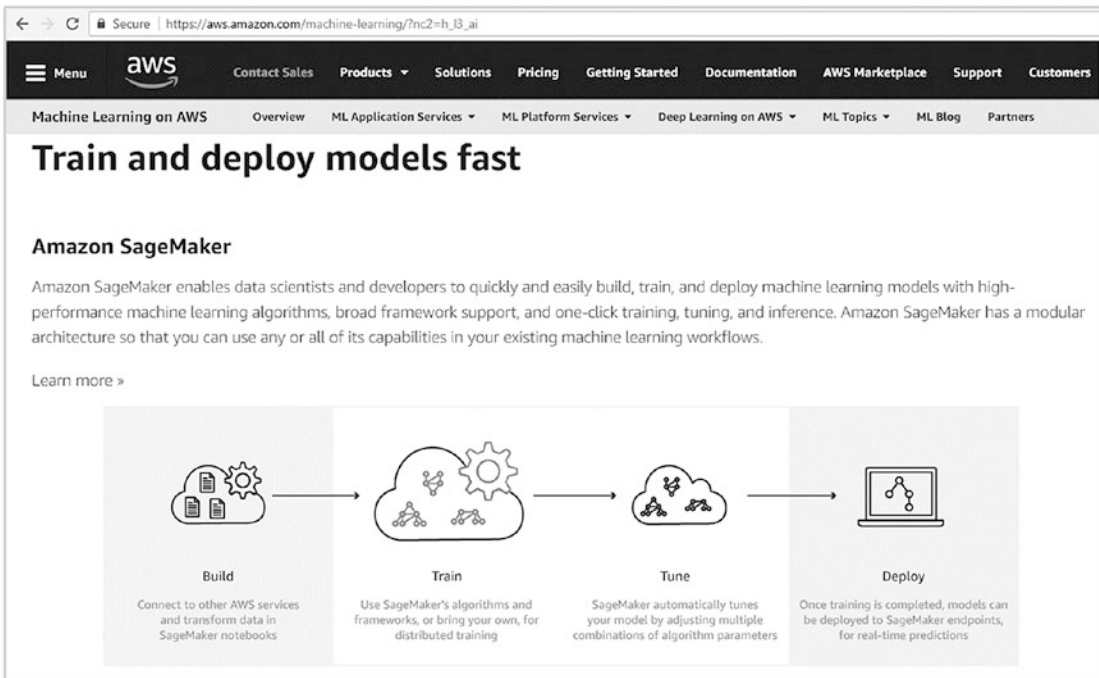 Secure https://aws.amazon.com/machine-learning/?nc2=h_l3_ai
Menu aws Contact Sales Products Solutions Pricing Getting Started Documentation AWS Marketplace Support Customers
Machine Learning on AWS Overview ML Application Services ML Platform Services Deep Learning on AWS ML Topics ML Blog Partners
Train and deploy models fast
Amazon SageMaker
Amazon SageMaker enables data scientists and developers to quickly and easily build, train, and deploy machine learning models with high-
performance machine learning algorithms, broad framework support, and one-click training, tuning, and inference. Amazon SageMaker has a modular
architecture so that you can use any or all of its capabilities in your existing machine learning workflows.
Learn more »
Build
Connect to other AWS services
and transform data in
SageMaker notebooks
Train
Use SageMaker's algorithms and
frameworks, or bring your own, for
distributed training
Tune
SageMaker automatically tunes
your model by adjusting multiple
combinations of algorithm parameters
Deploy
Once training is completed, models can
be deployed to SageMaker endpoints,
for real-time predictions